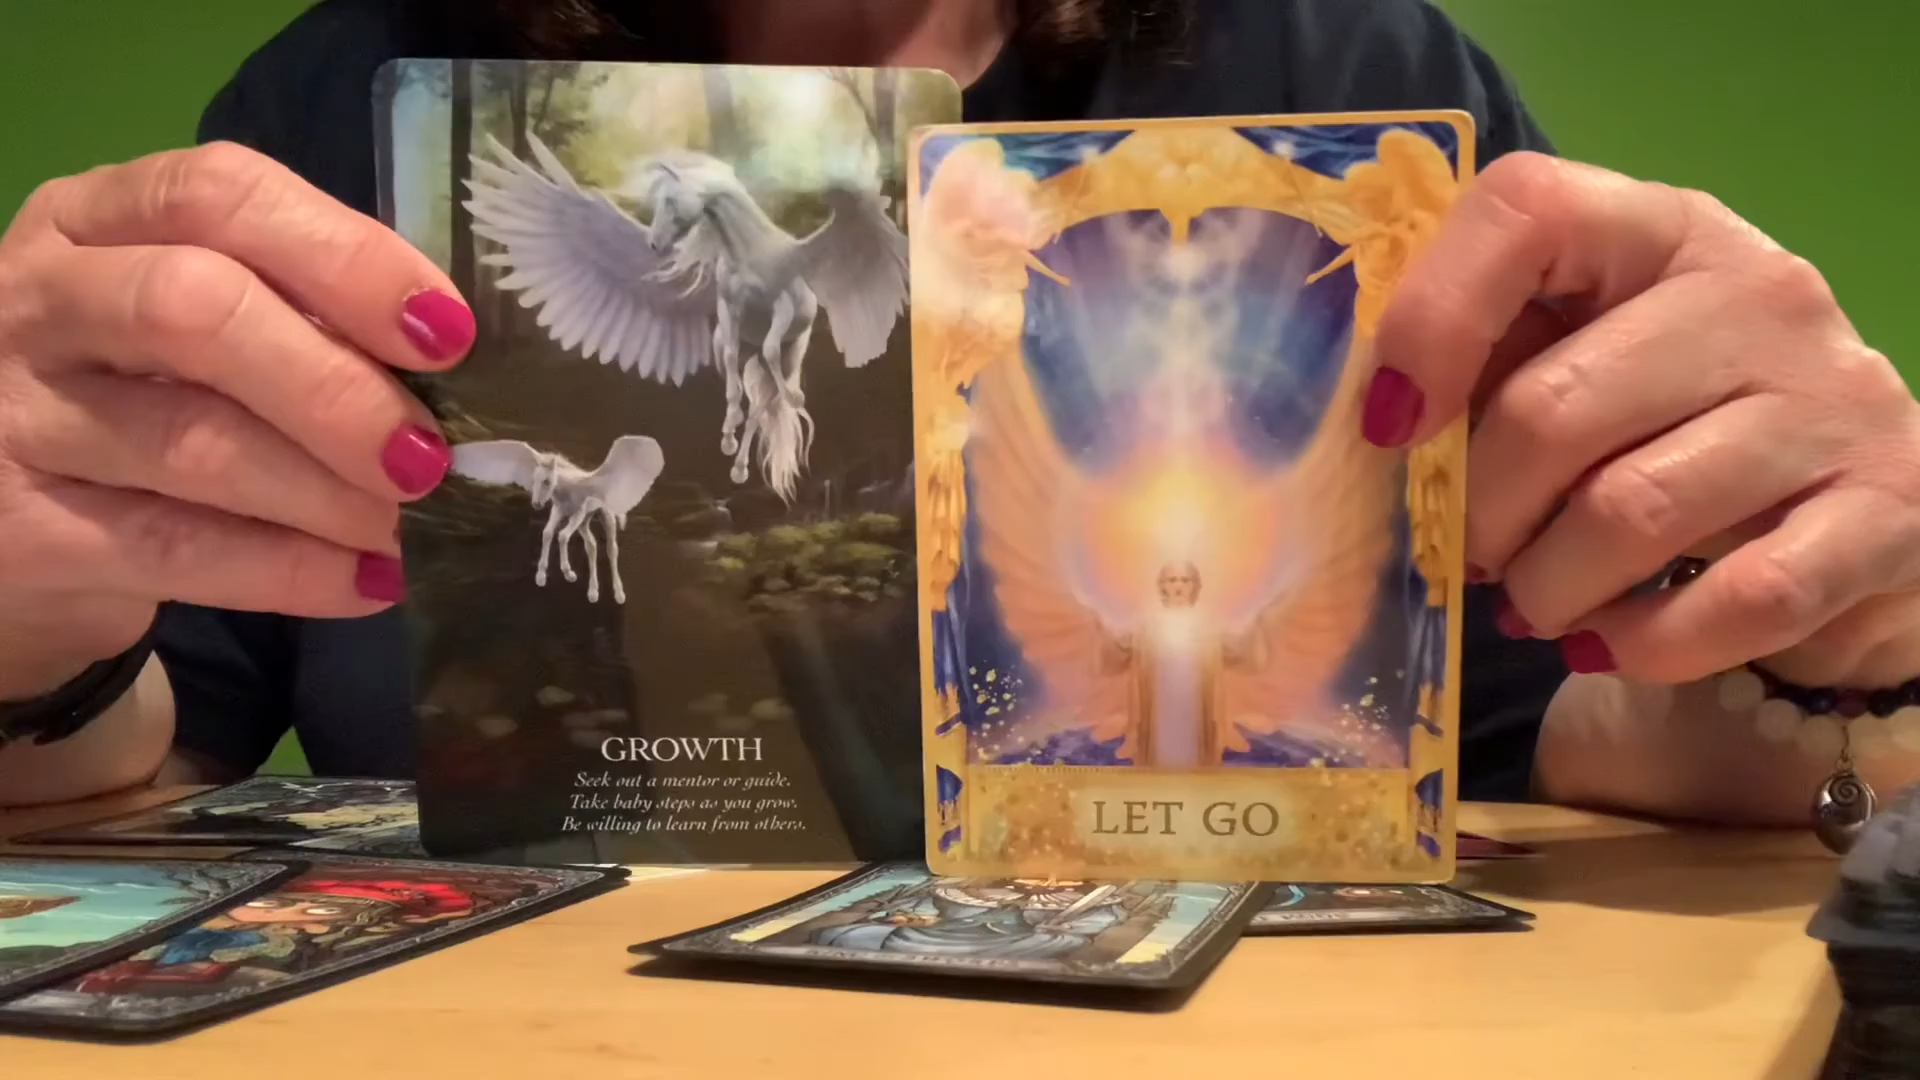 GROWTH
Seek out a mentor or guide.
Take baby steps as you grow.
Be willing to learn from others.
LET GO